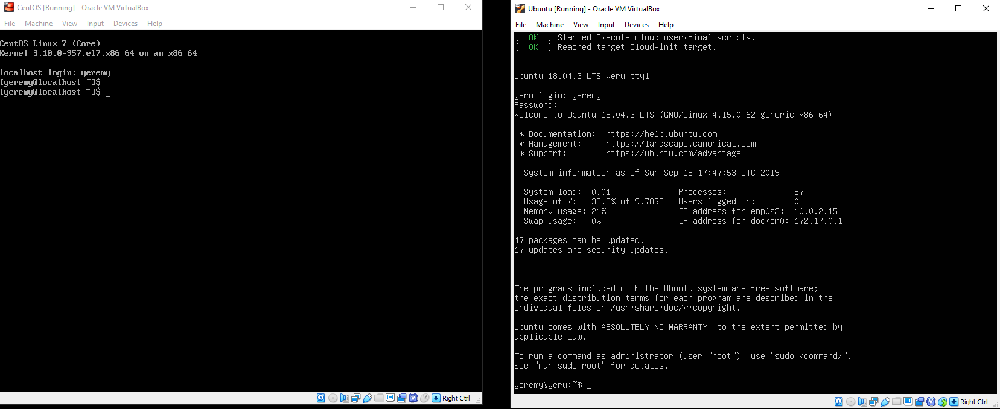 CentOS [Running] - Oracle VM VirtualBox
File Machine View Input Devices Help
CentOS Linux 7 (Core)
Kernel 3.10.0-957.el7.x86_64 on an x86_64
localhost login: yeremy
[yeremy@localhost ~]$
[yeremy@localhost ~]$ _
Right Ctrl
Ubuntu [Running] - Oracle VM VirtualBox
File Machine View Input Devices Help
[  OK  ] Started Execute cloud user/final scripts.
[  OK  ] Reached target Cloud-init target.
Ubuntu 18.04.3 LTS yeru tty1
yeru login: yeremy
Password:
Welcome to Ubuntu 18.04.3 LTS (GNU/Linux 4.15.0-62-generic x86_64)
* Documentation:  https://help.ubuntu.com
* Management:     https://landscape.canonical.com
* Support:        https://ubuntu.com/advantage
System information as of Sun Sep 15 17:47:53 UTC 2019
System load:  0.01              Processes:              87
Usage of /:   38.8% of 9.78GB   Users logged in:        0
Memory usage: 21%               IP address for enp0s3:  10.0.2.15
Swap usage:   0%                IP address for docker0: 172.17.0.1
47 packages can be updated.
17 updates are security updates.
The programs included with the Ubuntu system are free software;
the exact distribution terms for each program are described in the
individual files in /usr/share/doc/*/copyright.
Ubuntu comes with ABSOLUTELY NO WARRANTY, to the extent permitted by
applicable law.
To run a command as administrator (user "root"), use "sudo <command>".
See "man sudo_root" for details.
yeremy@yeru:~$ _
Right Ctrl